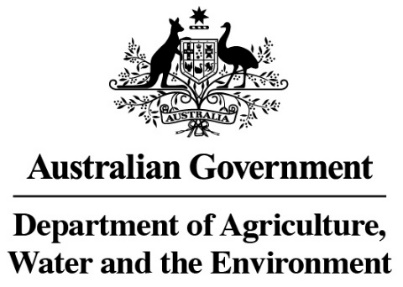 AUSTRALIA
Australian Government
Department of Agriculture,
Water and the Environment